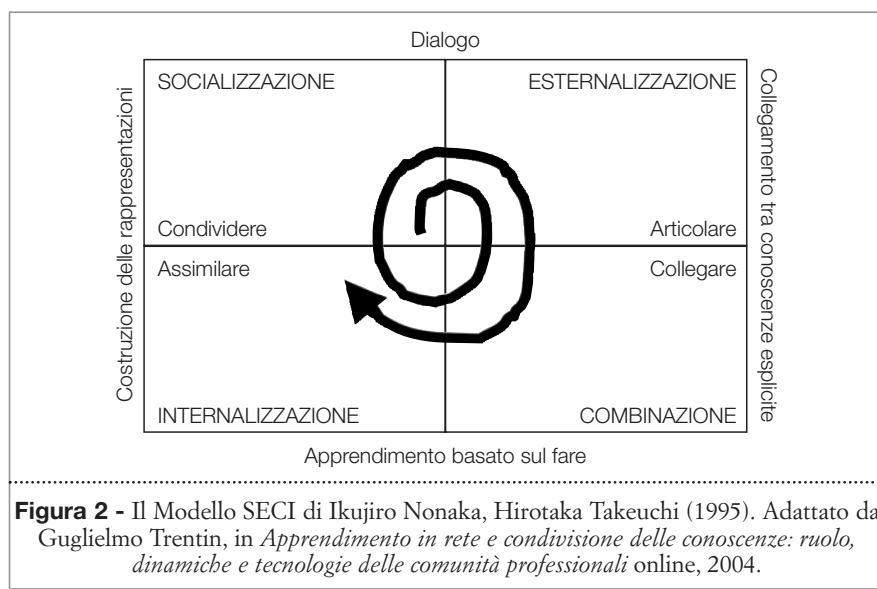 Dialogo
Costruzione delle rappresentazioni
SOCIALIZZAZIONE
ESTERNALIZZAZIONE
Collegamento tra conoscenze esplicite
Condividere
Articolare
Assimilare
Collegare
INTERNALIZZAZIONE
COMBINAZIONE
Apprendimento basato sul fare
Figura 2 - Il Modello SECI di Ikujiro Nonaka, Hirotaka Takeuchi (1995). Adattato da
Guglielmo Trentin, in Apprendimento in rete e condivisione delle conoscenze: ruolo,
dinamiche e tecnologie delle comunità professionali online, 2004.